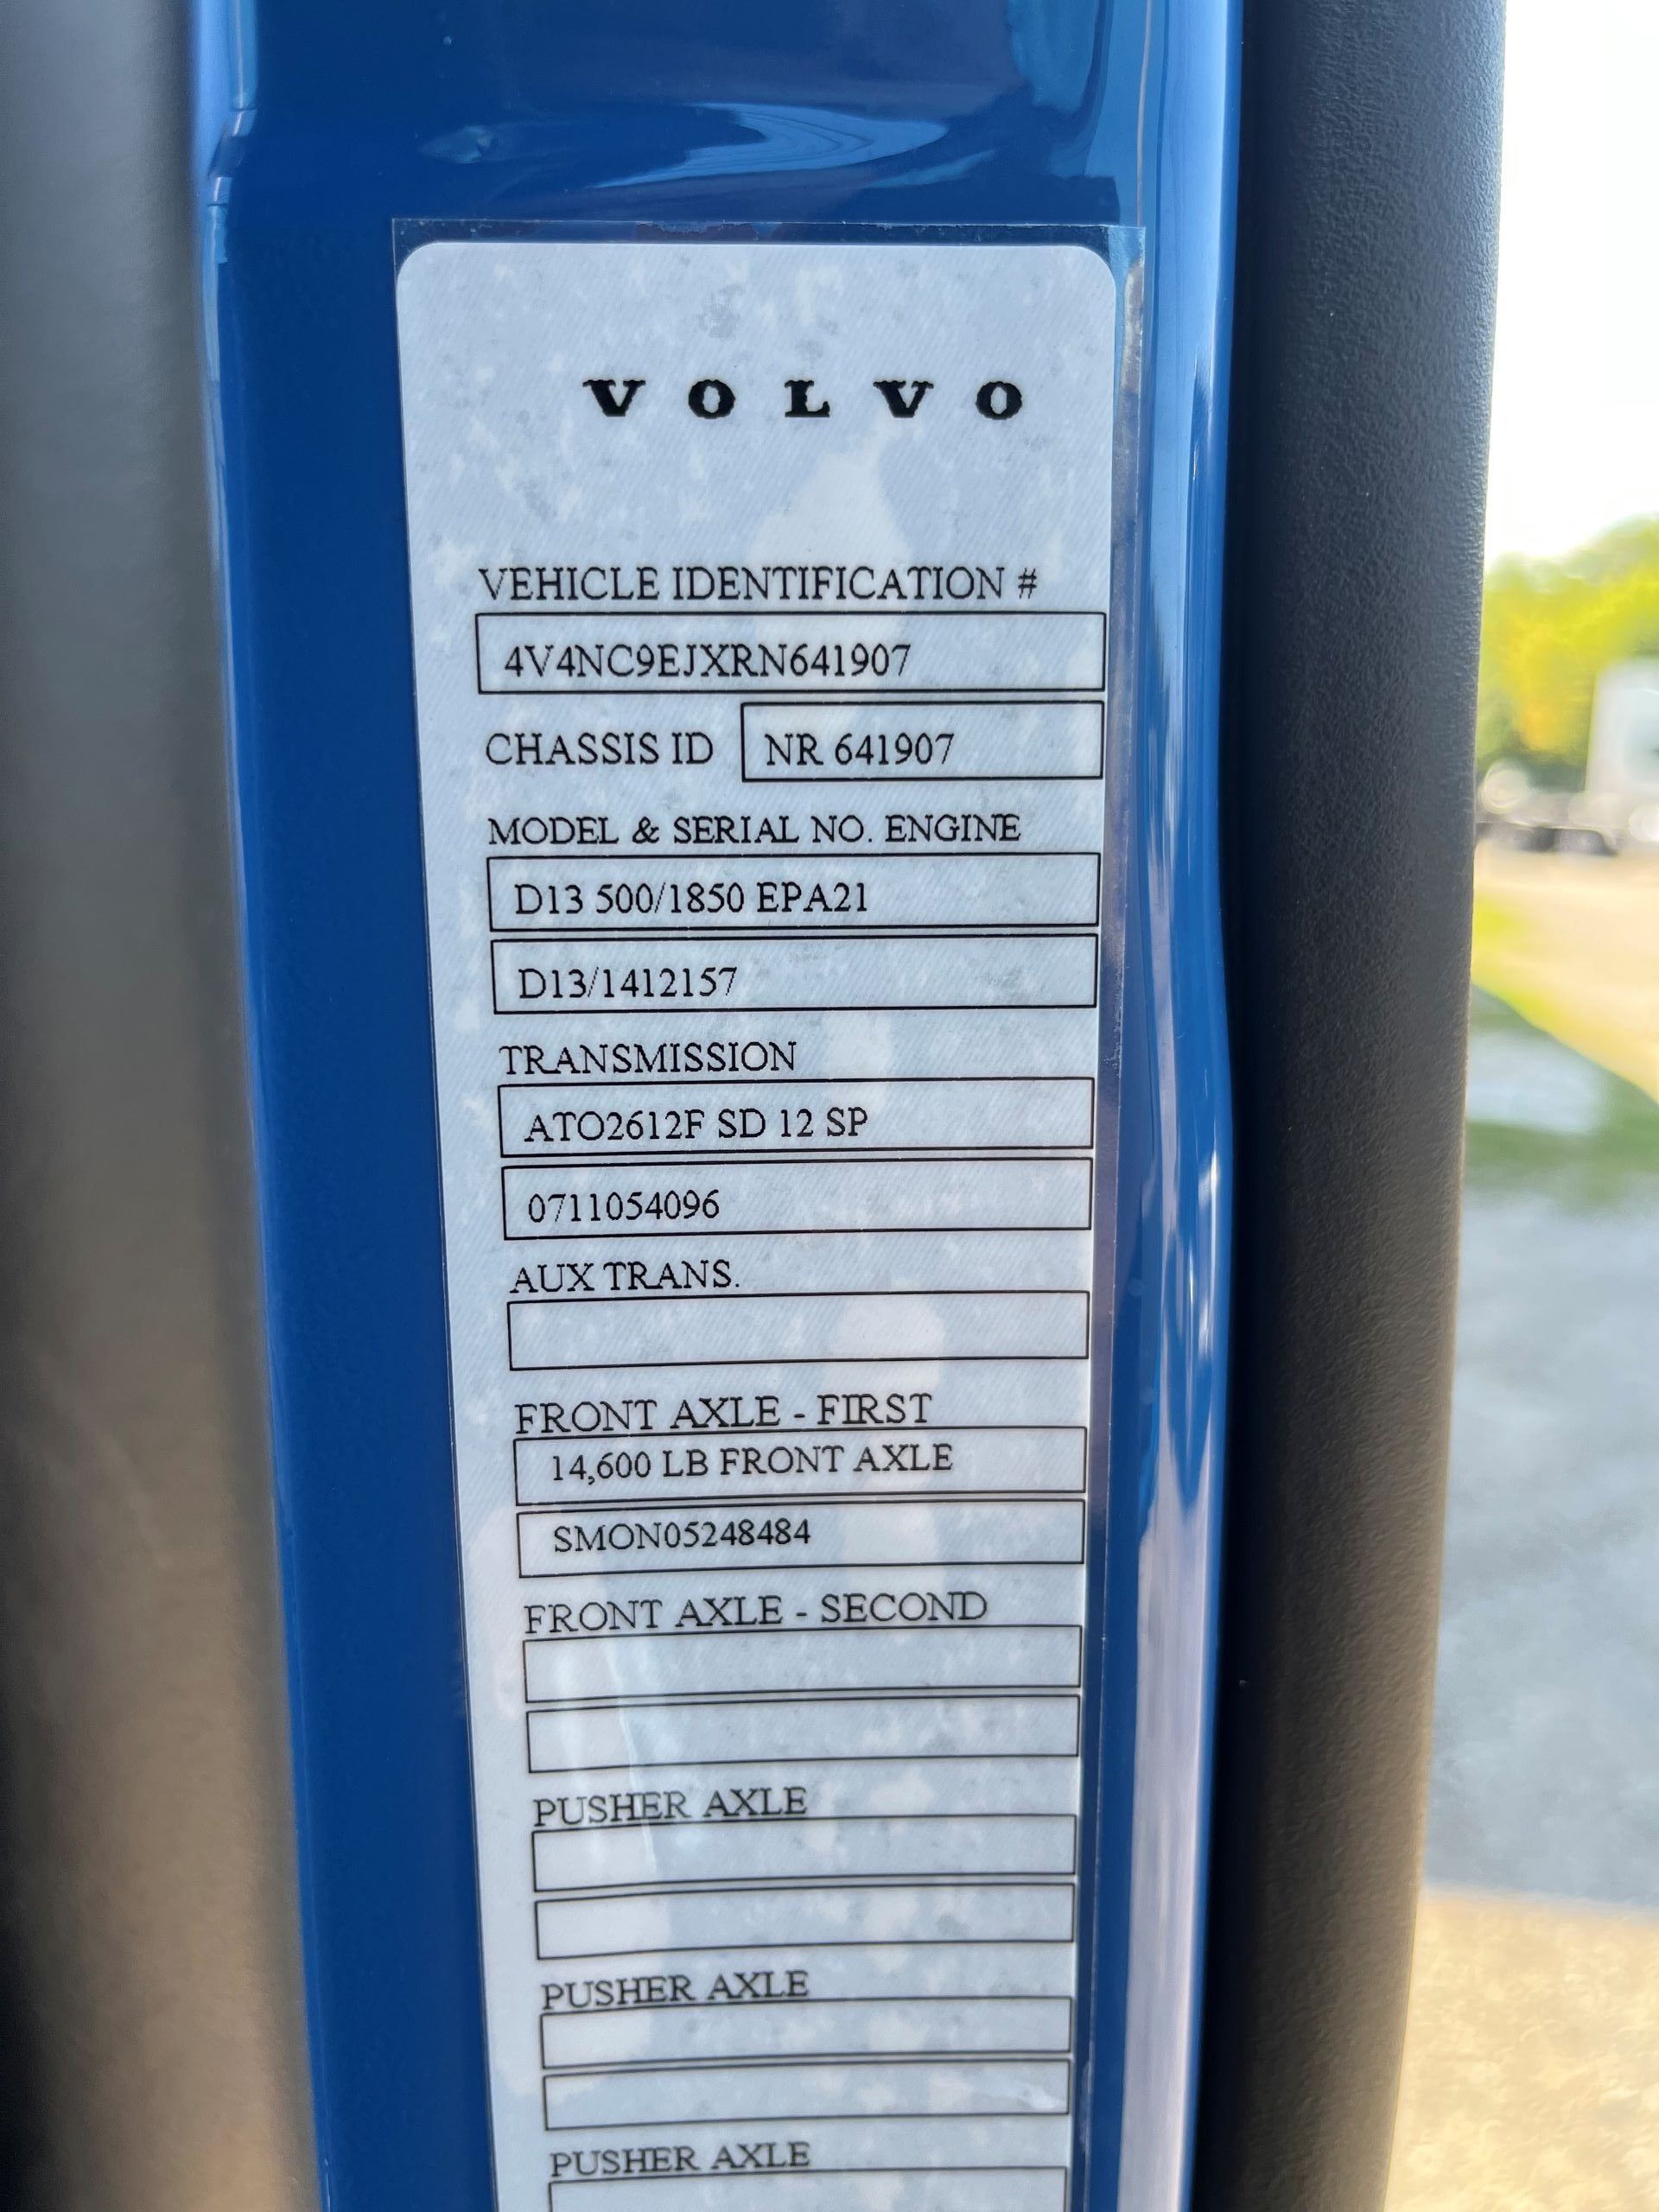 VOLVO
VEHICLE IDENTIFICATION #
4V4NC9EJXRN641907
CHASSIS ID NR 641907
MODEL & SERIAL NO. ENGINE
D13 500/1850 EPA21
D13/1412157
TRANSMISSION
ATO2612F SD 12 SP
0711054096
AUX TRANS.
FRONT AXLE - FIRST
14,600 LB FRONT AXLE
SMON05248484
FRONT AXLE - SECOND
PUSHER AXLE
PUSHER AXLE
PUSHER AXLE